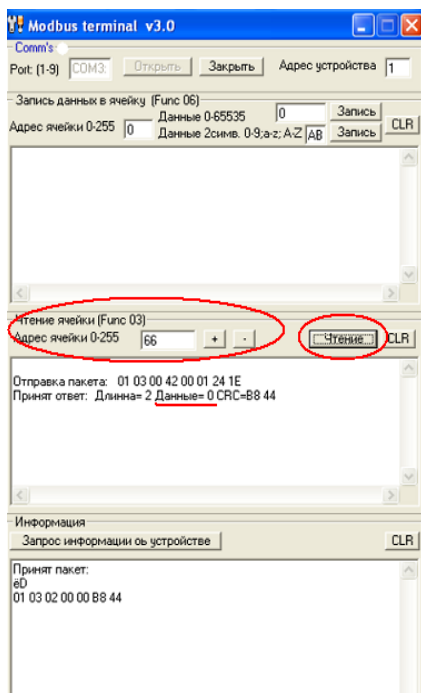 Modbus terminal v3.0
Comm's
Port: (1-9) COM3: Открыть Закрыть Адрес устройства 1
Запись данных в ячейку (Func 06)
Данные 0-65535 0 Запись
Адрес ячейки 0-255 0 Данные 2симв. 0-9;a-z; A-Z AB Запись CLR
Чтение ячейки (Func 03)
Адрес ячейки 0-255 66 + - Чтение CLR
Отправка пакета: 01 03 00 42 00 01 24 1E
Принят ответ: Длинна= 2 Данные= 0 CRC=B8 44
Информация
Запрос информации оь устройстве CLR
Принят пакет:
ёD
01 03 02 00 00 B8 44